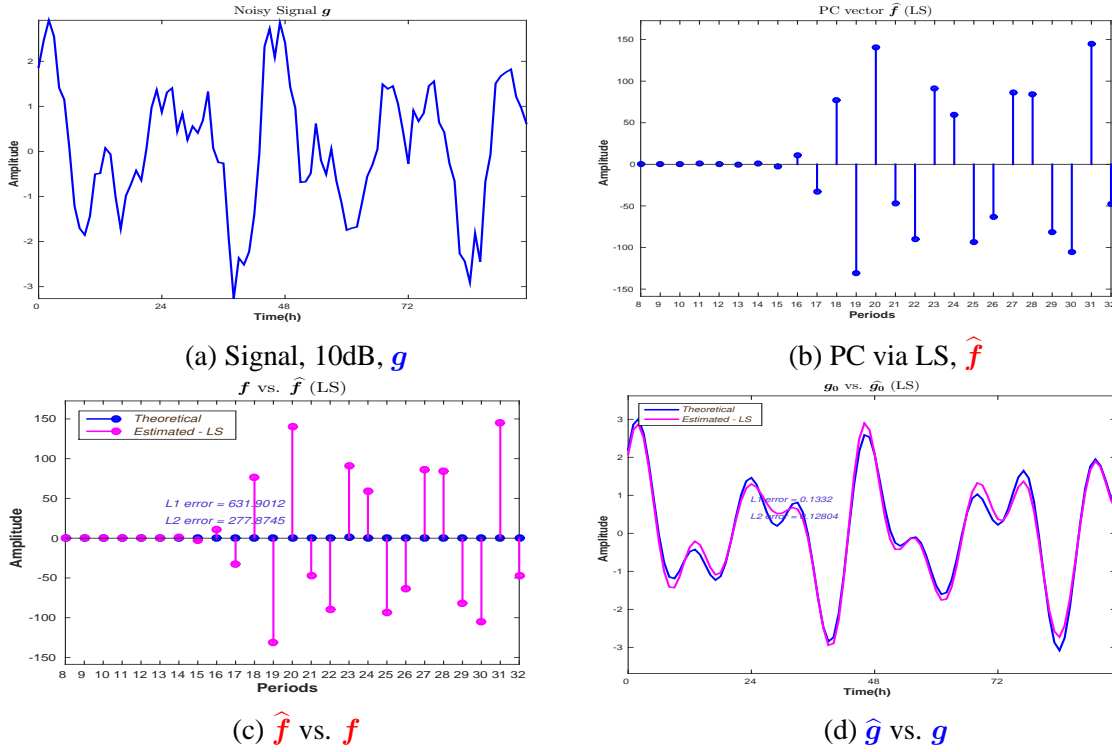 Noisy Signal g
Amplitude
2
1
0
-1
-2
-3
0 24 48 72
Time(h)
(a) Signal, 10dB, g
PC vector f̂ (LS)
Amplitude
150
100
50
0
-50
-100
-150
8 9 10 11 12 13 14 15 16 17 18 19 20 21 22 23 24 25 26 27 28 29 30 31 32
Periods
(b) PC via LS, f̂
f vs. f̂ (LS)
Theoretical
Estimated - LS
L1 error = 631.9012
L2 error = 277.8745
Amplitude
150
100
50
0
-50
-100
-150
8 9 10 11 12 13 14 15 16 17 18 19 20 21 22 23 24 25 26 27 28 29 30 31 32
Periods
(c) f̂ vs. f
g₀ vs. ĝ₀ (LS)
Theoretical
Estimated - LS
L1 error = 0.1332
L2 error = 0.12804
Amplitude
3
2
1
0
-1
-2
-3
0 24 48 72
Time(h)
(d) ĝ vs. g